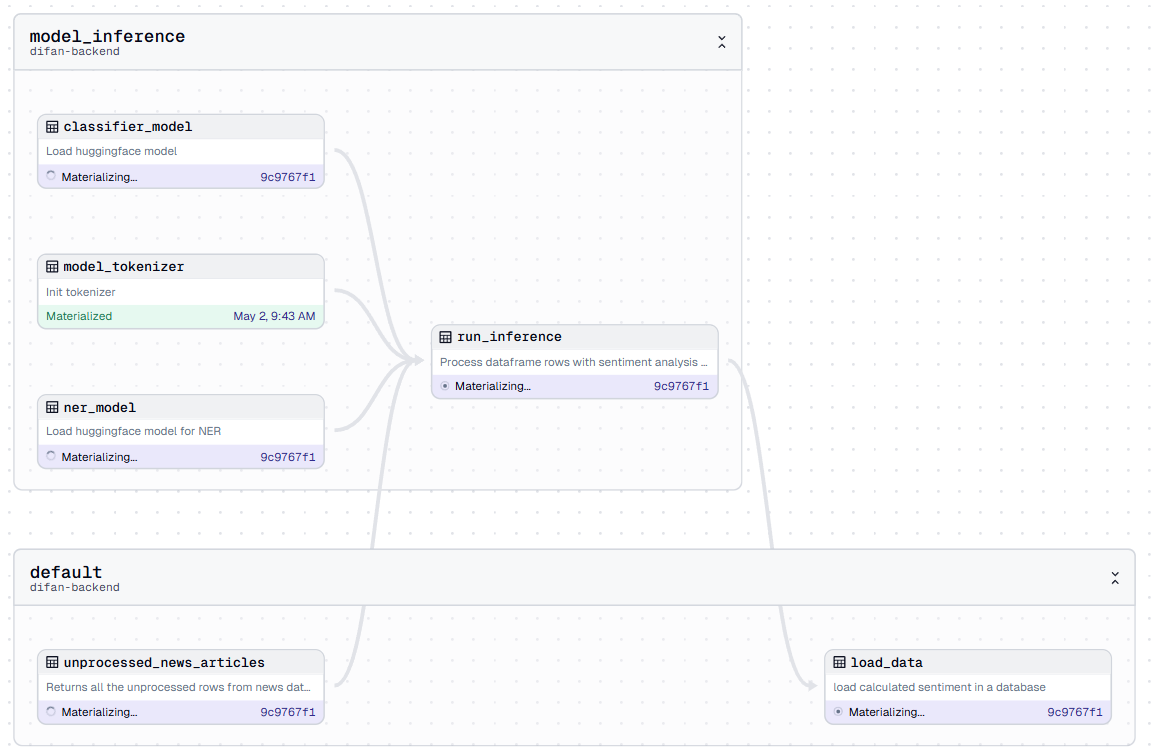 model_inference
difan-backend
classifier_model
Load huggingface model
Materializing... 9c9767f1
model_tokenizer
Init tokenizer
Materialized May 2, 9:43 AM
run_inference
Process dataframe rows with sentiment analysis ...
Materializing... 9c9767f1
ner_model
Load huggingface model for NER
Materializing... 9c9767f1
default
difan-backend
unprocessed_news_articles
Returns all the unprocessed rows from news dat...
Materializing... 9c9767f1
load_data
load calculated sentiment in a database
Materializing... 9c9767f1